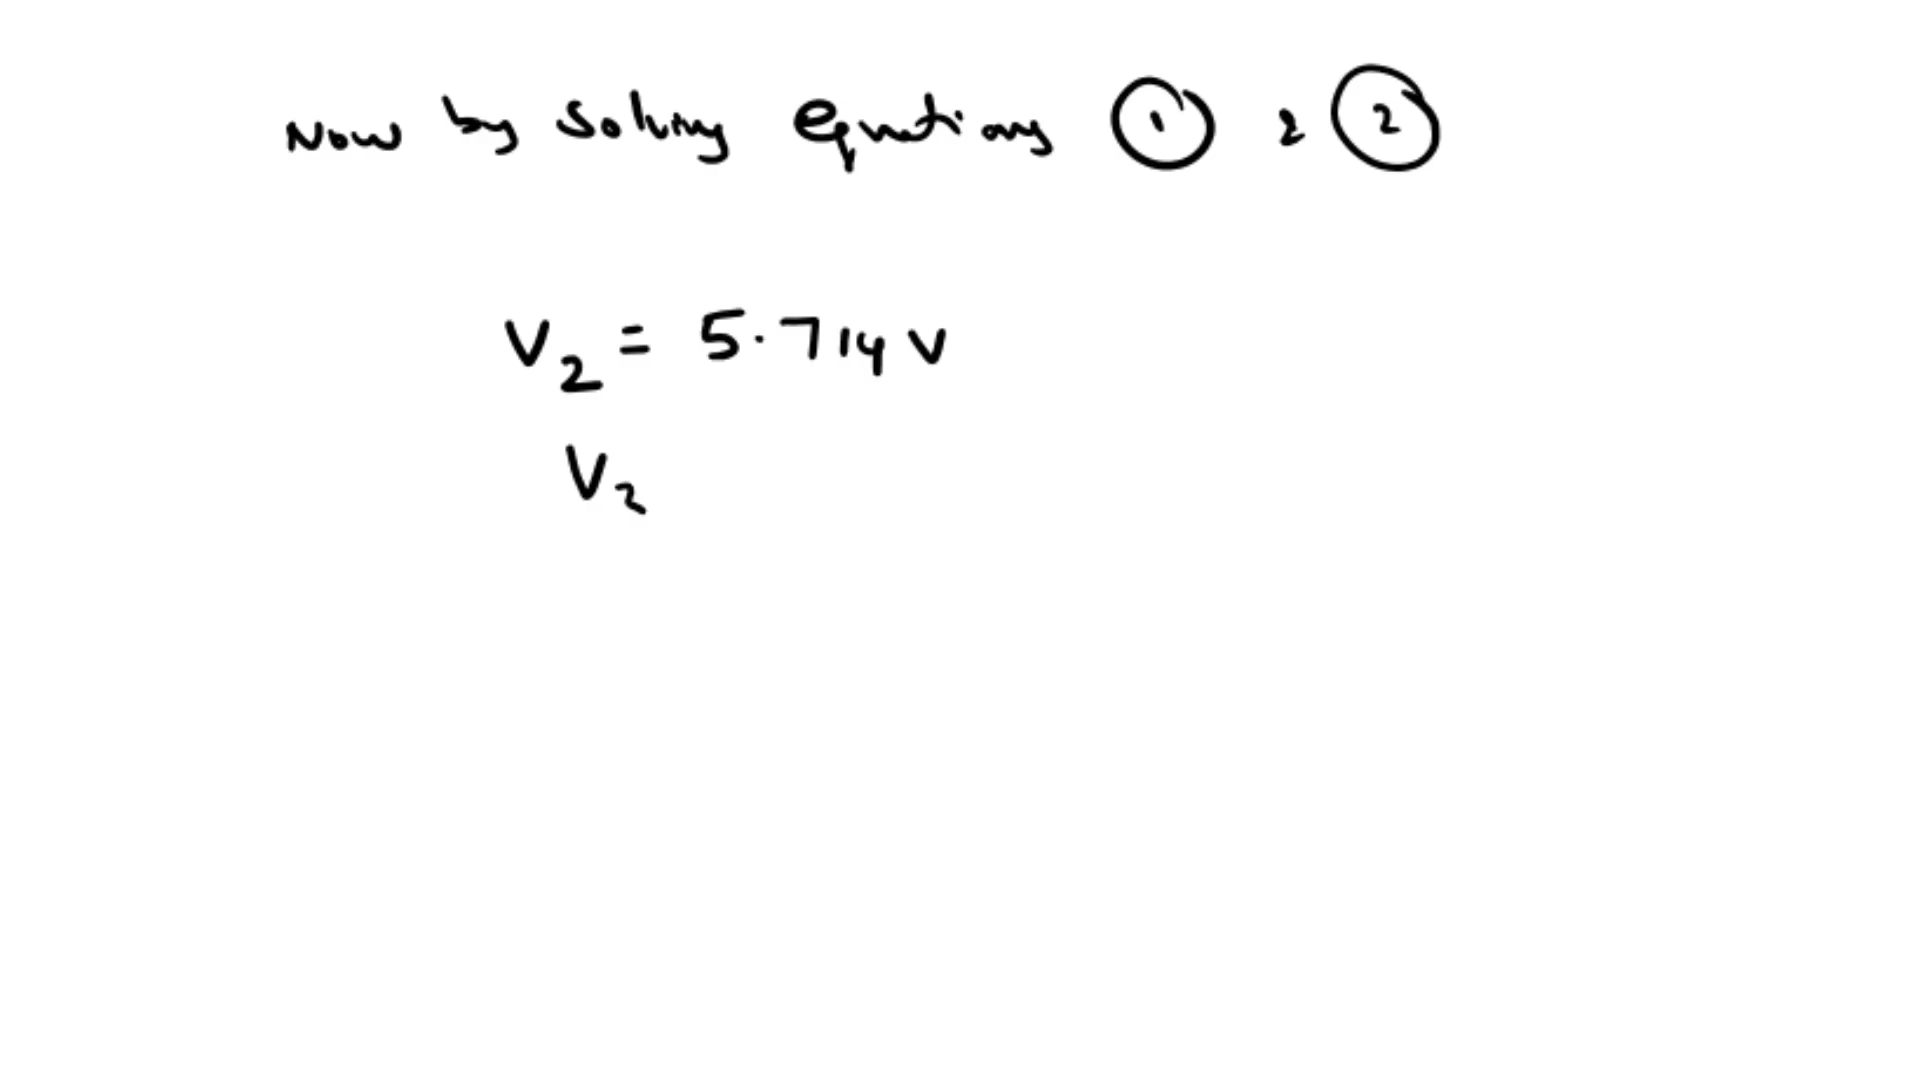 Now by solving equations ① & ②
V₂ = 5.714 V
V₂